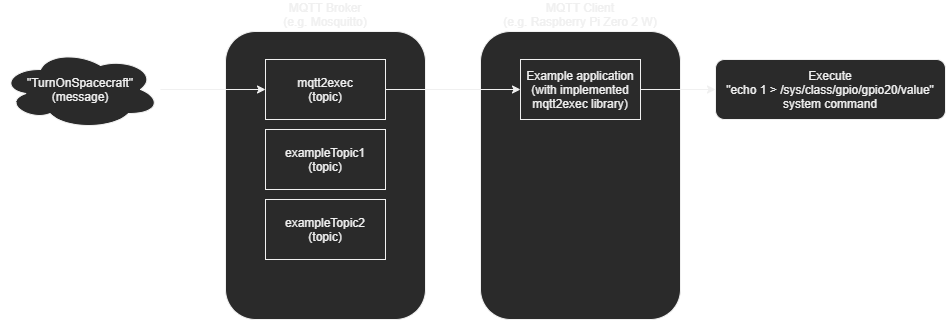 MQTT Broker
(e.g. Mosquitto)
MQTT Client
(e.g. Raspberry Pi Zero 2 W)
"TurnOnSpacecraft"
(message)
mqtt2exec
(topic)
exampleTopic1
(topic)
exampleTopic2
(topic)
Example application
(with implemented
mqtt2exec library)
Execute
"echo 1 > /sys/class/gpio/gpio20/value"
system command